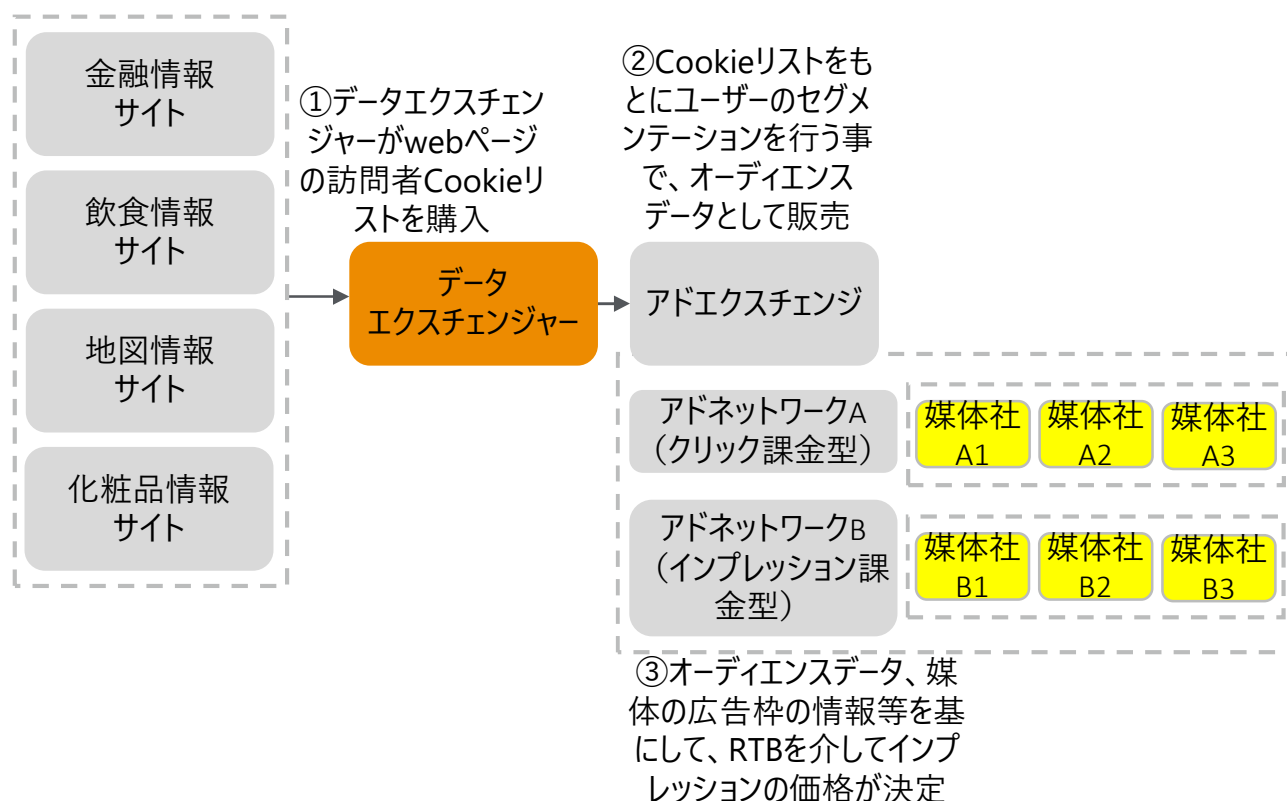 金融情報
サイト
飲食情報
サイト
地図情報
サイト
化粧品情報
サイト
①データエクスチェン
ジャーがwebページ
の訪問者Cookieリ
ストを購入
データ
エクスチェンジャー
②Cookieリストをも
とにユーザーのセグメ
ンテーションを行う事
で、オーディエンス
データとして販売
アドエクスチェンジ
アドネットワークA
（クリック課金型）
媒体社
A1
媒体社
A2
媒体社
A3
アドネットワークB
（インプレッション課
金型）
媒体社
B1
媒体社
B2
媒体社
B3
③オーディエンスデータ、媒
体の広告枠の情報等を基
にして、RTBを介してインプ
レッションの価格が決定